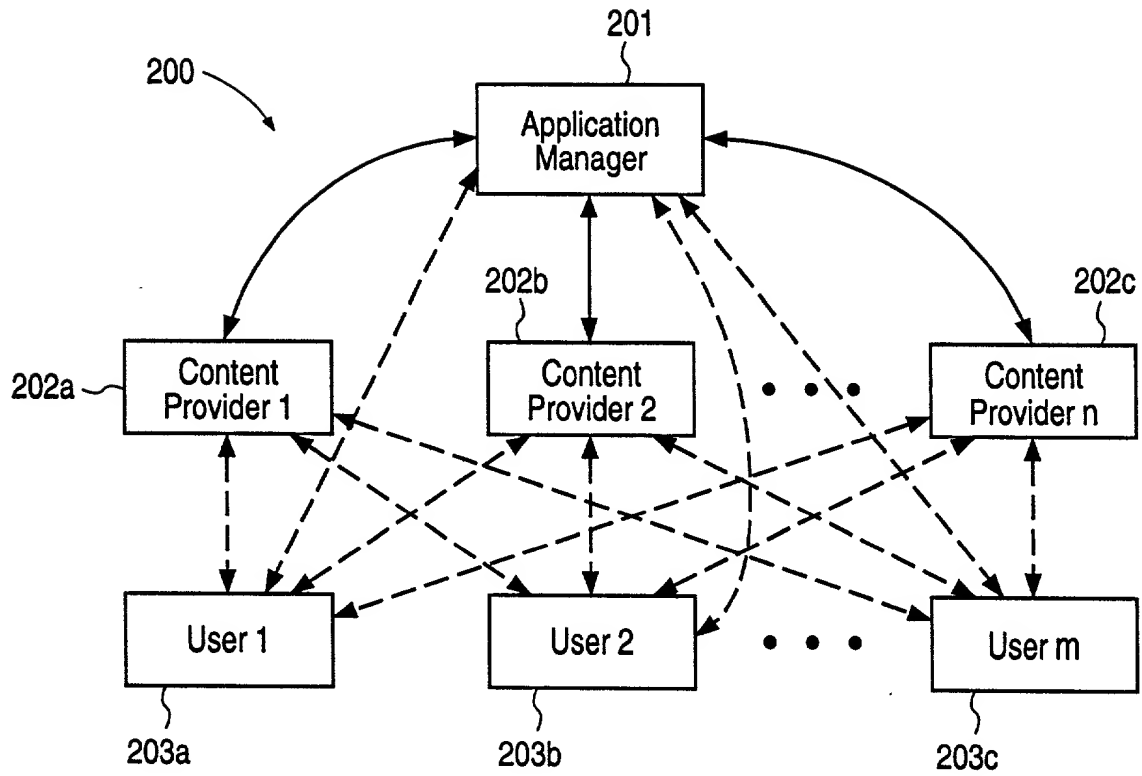 201
200
Application
Manager
202b
202c
202a
Content
Provider 1
Content
Provider 2
Content
Provider n
User 1
User 2
User m
203a
203b
203c